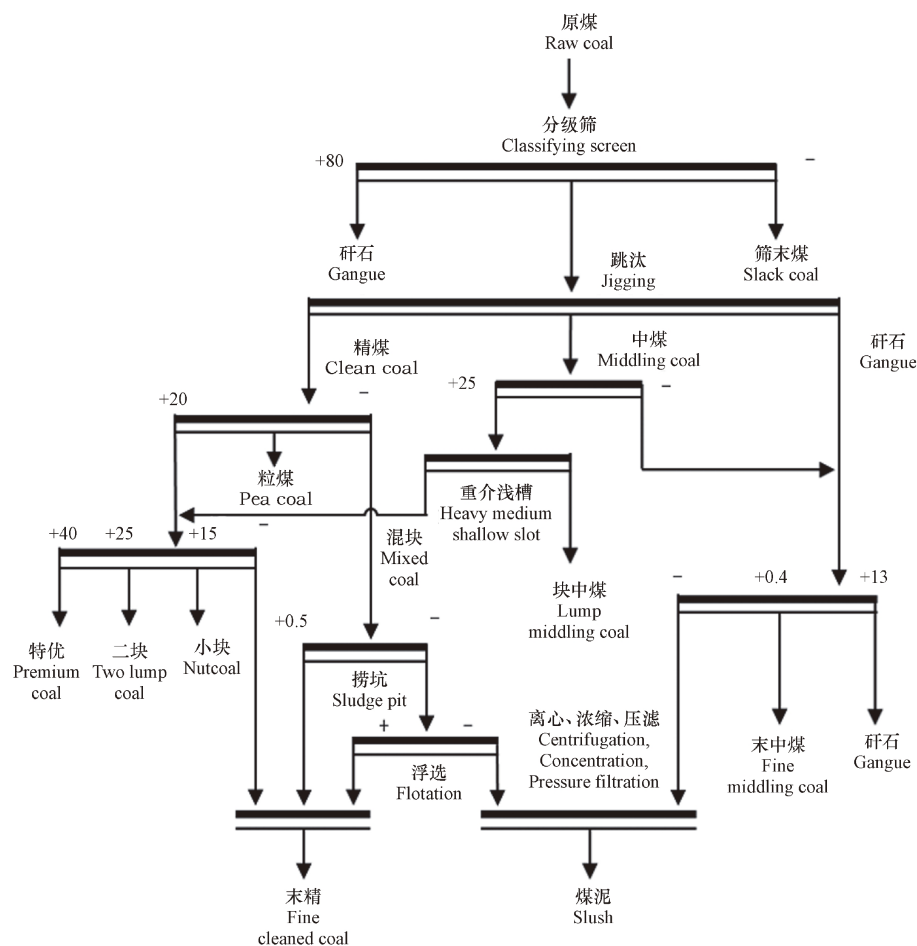 原煤
Raw coal
分级筛
Classifying screen
+80
−
矸石
Gangue
跳汰
Jigging
筛末煤
Slack coal
精煤
Clean coal
中煤
Middling coal
矸石
Gangue
+20
−
+25
−
粒煤
Pea coal
重介浅槽
Heavy medium
shallow slot
混块
Mixed
coal
+40
+25
+15
−
块中煤
Lump
middling coal
−
+0.4
+13
特优
Premium
coal
二块
Two lump
coal
小块
Nutcoal
+0.5
−
捞坑
Sludge pit
+
−
浮选
Flotation
离心、浓缩、压滤
Centrifugation,
Concentration,
Pressure filtration
末中煤
Fine
middling coal
矸石
Gangue
末精
Fine
cleaned coal
煤泥
Slush